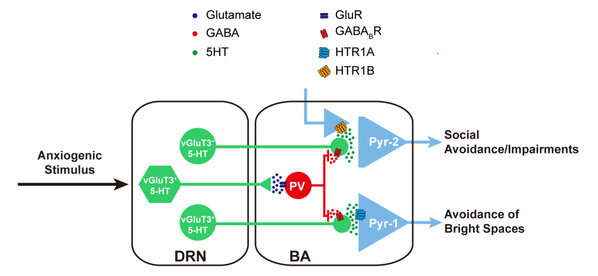 Glutamate
GABA
5HT
GluR
GABA_BR
HTR1A
HTR1B
Anxiogenic
Stimulus
vGluT3+
5-HT
vGluT3+
5-HT
vGluT3+
5-HT
DRN
PV
BA
Pyr-2
Pyr-1
Social
Avoidance/Impairments
Avoidance of
Bright Spaces